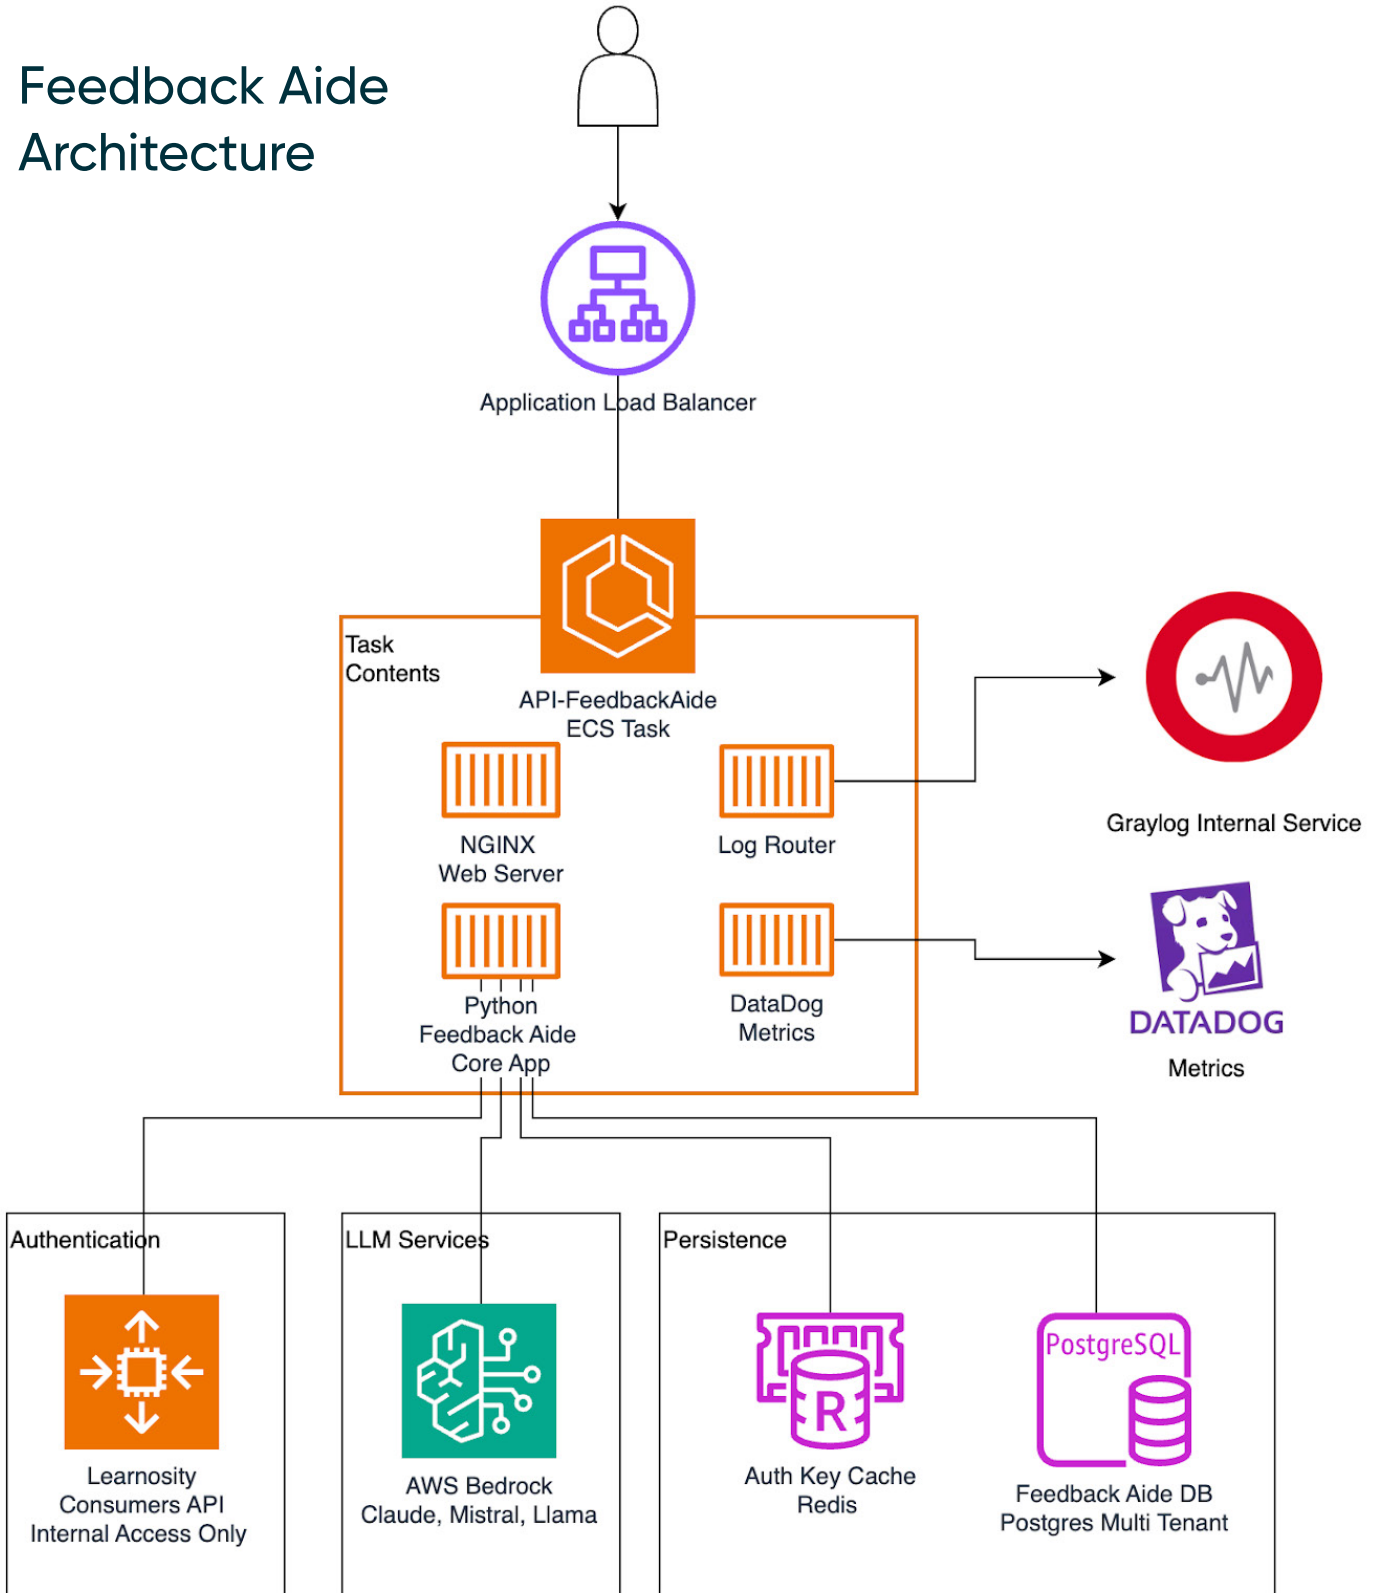 Feedback Aide
Architecture
Application Load Balancer
Task
Contents
API-FeedbackAide
ECS Task
NGINX
Web Server
Log Router
Graylog Internal Service
Python
Feedback Aide
Core App
DataDog
Metrics
DATADOG
Metrics
Authentication
Learnosity
Consumers API
Internal Access Only
LLM Services
AWS Bedrock
Claude, Mistral, Llama
Persistence
R
Auth Key Cache
Redis
PostgreSQL
Feedback Aide DB
Postgres Multi Tenant